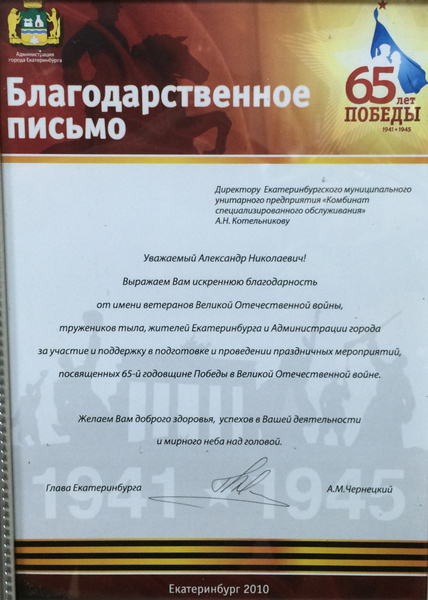 Администрация
города Екатеринбурга
65 лет
ПОБЕДЫ
1941 • 1945
Благодарственное
письмо
Директору Екатеринбургского муниципального
унитарного предприятия «Комбинат
специализированного обслуживания»
А.Н. Котельникову
Уважаемый Александр Николаевич!
Выражаем Вам искреннюю благодарность
от имени ветеранов Великой Отечественной войны,
тружеников тыла, жителей Екатеринбурга и Администрации города
за участие и поддержку в подготовке и проведении праздничных мероприятий,
посвященных 65-й годовщине Победы в Великой Отечественной войне.
Желаем Вам доброго здоровья, успехов в Вашей деятельности
и мирного неба над головой.
Глава Екатеринбурга А.М.Чернецкий
1941 ★ 1945
Екатеринбург 2010